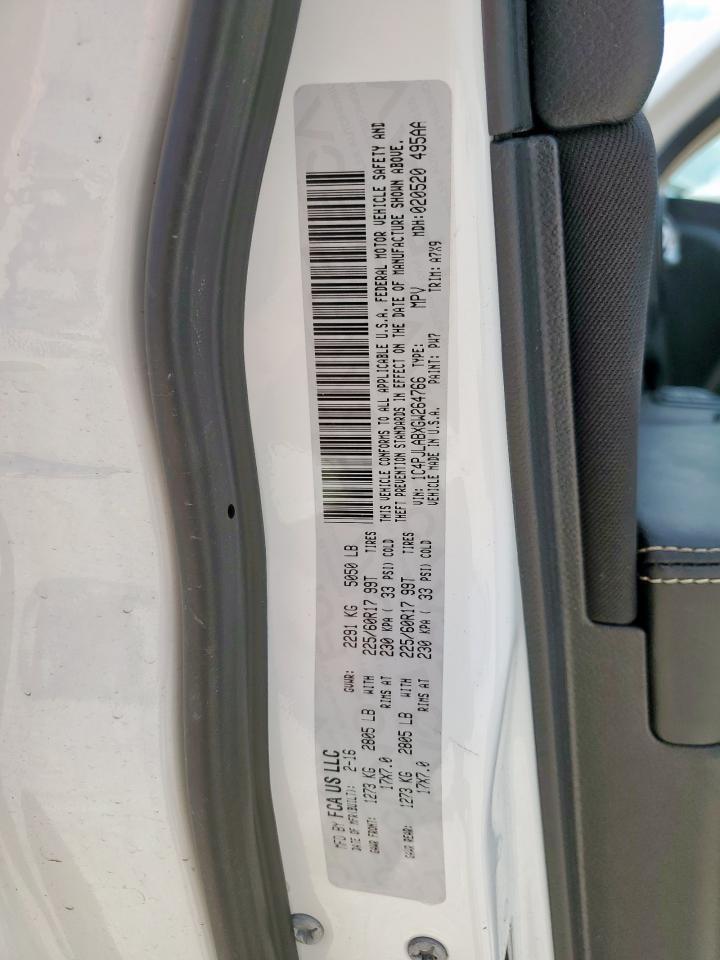 MFD BY FCA US LLC
DATE OF MFR(BUILT): 2-16 GVWR: 2291 KG 5050 LB
GAWR FRONT: 1273 KG 2805 LB WITH 225/60R17 99T TIRES
17X7.0 RIMS AT 230 KPA ( 33 PSI) COLD
GAWR REAR: 1273 KG 2805 LB WITH 225/60R17 99T TIRES
17X7.0 RIMS AT 230 KPA ( 33 PSI) COLD
THIS VEHICLE CONFORMS TO ALL APPLICABLE U.S.A. FEDERAL MOTOR VEHICLE SAFETY AND
THEFT PREVENTION STANDARDS IN EFFECT ON THE DATE OF MANUFACTURE SHOWN ABOVE.
VIN: 1C4PJLABXGW264766 TYPE: MPV MDH:020520 495AA
VEHICLE MADE IN U.S.A. PAINT: PW7 TRIM: A7X9